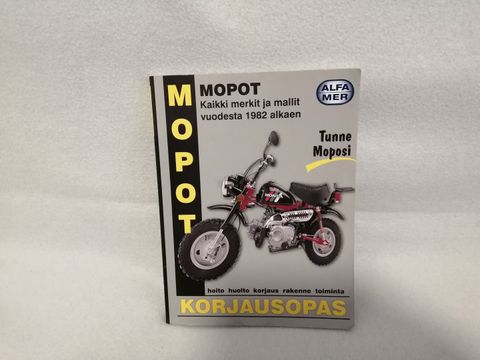 MOPOT
MOPOT
Kaikki merkit ja mallit
vuodesta 1982 alkaen
ALFA
MER
Tunne
Moposi
hoito huolto korjaus rakenne toiminta
KORJAUSOPAS